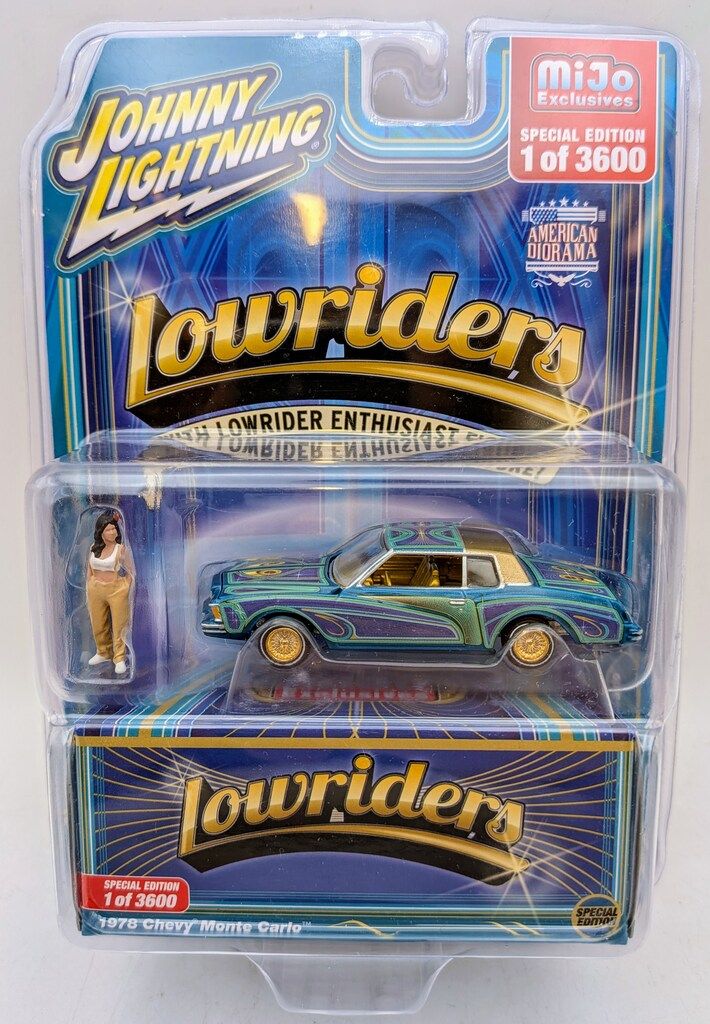 JOHNNY
LIGHTNING®
MiJo
Exclusives
SPECIAL EDITION
1 of 3600
AMERICAN
DIORAMA
Lowriders
LOWRIDER ENTHUSIAST
Lowriders
SPECIAL EDITION
1 of 3600
1978 Chevy Monte Carlo™
SPECIAL
EDITION